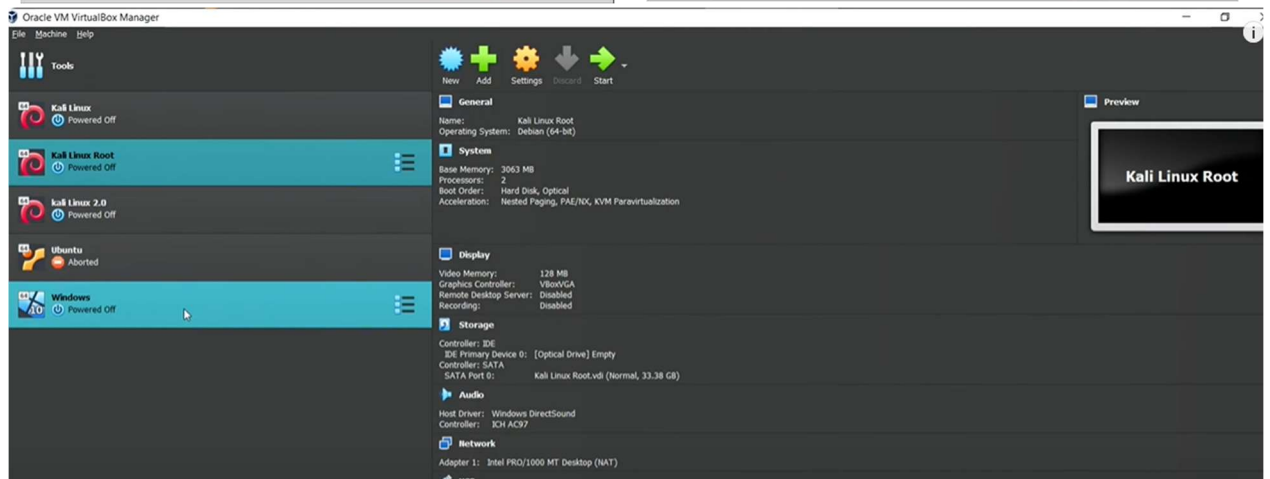 Oracle VM VirtualBox Manager
File Machine Help
Tools
Kali Linux
Powered Off
Kali Linux Root
Powered Off
kali Linux 2.0
Powered Off
Ubuntu
Aborted
Windows
Powered Off
New Add Settings Discard Start
General
Name: Kali Linux Root
Operating System: Debian (64-bit)
System
Base Memory: 3063 MB
Processors: 2
Boot Order: Hard Disk, Optical
Acceleration: Nested Paging, PAE/NX, KVM Paravirtualization
Display
Video Memory: 128 MB
Graphics Controller: VBoxVGA
Remote Desktop Server: Disabled
Recording: Disabled
Storage
Controller: IDE
IDE Primary Device 0: [Optical Drive] Empty
Controller: SATA
SATA Port 0: Kali Linux Root.vdi (Normal, 33.38 GB)
Audio
Host Driver: Windows DirectSound
Controller: ICH AC97
Network
Adapter 1: Intel PRO/1000 MT Desktop (NAT)
Preview
Kali Linux Root